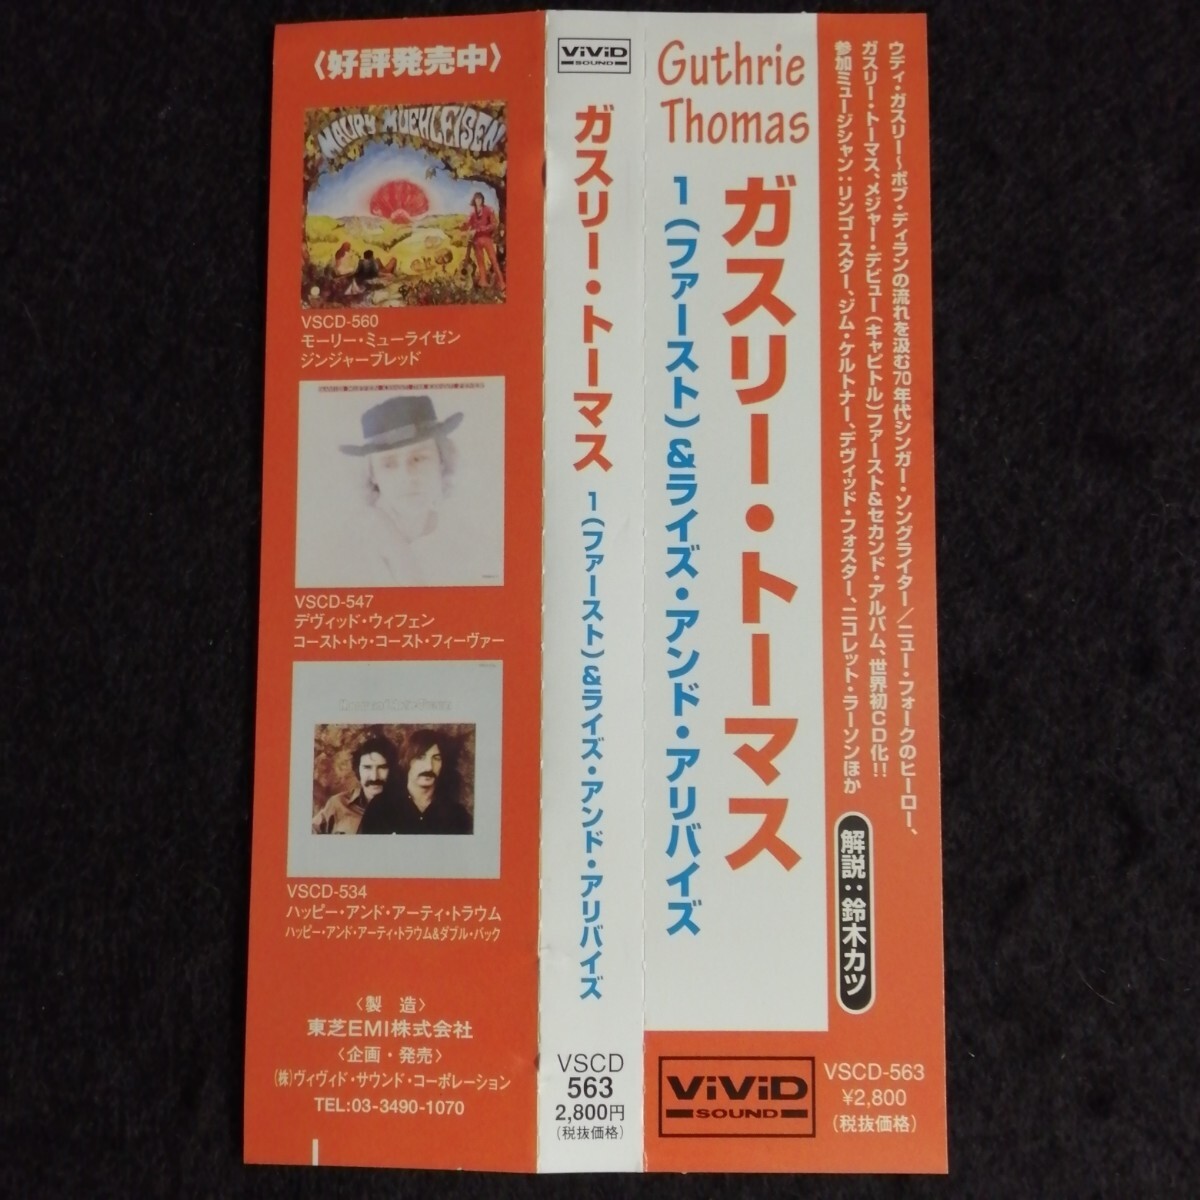 〈好評発売中〉
MAURY MUEHLEISEN
VSCD-560
モーリー・ミューライゼン
ジンジャーブレッド
VSCD-547
デヴィッド・ウィフェン
コースト・トゥ・コースト・フィーヴァー
VSCD-534
ハッピー・アンド・アーティ・トラウム
ハッピー・アンド・アーティ・トラウム&ダブル・バック
〈製 造〉
東芝EMI株式会社
〈企画・発売〉
(株)ヴィヴィド・サウンド・コーポレーション
TEL:03-3490-1070
ViViD
SOUND
ガスリー・トーマス
1(ファースト)&ライズ・アンド・アリバイズ
VSCD
563
2,800円
(税抜価格)
Guthrie
Thomas
ガスリー・トーマス
1(ファースト)&ライズ・アンド・アリバイズ
ウディ・ガスリー〜ボブ・ディランの流れを汲む70年代シンガー・ソングライター/ニュー・フォークのヒーロー、
ガスリー・トーマス、メジャー・デビュー(キャピトル)ファースト&セカンド・アルバム、世界初CD化!!
参加ミュージシャン:リンゴ・スター、ジム・ケルトナー、デヴィッド・フォスター、ニコレット・ラーソンほか
解説:鈴木カツ
ViViD
SOUND
VSCD-563
¥2,800
(税抜価格)